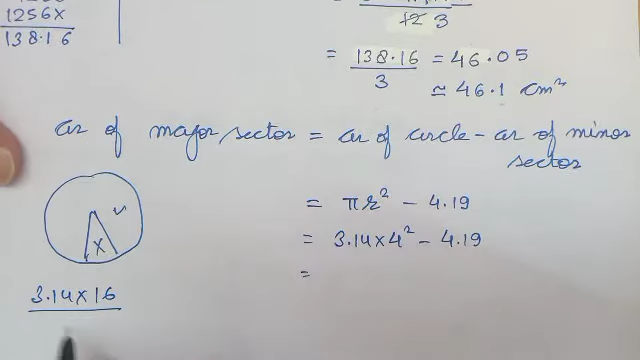 1256x
138.16
12 3
= 138.16 / 3 = 46.05
≃ 46.1 cm²
ar of major sector = ar of circle - ar of minor sector
= πr² - 4.19
= 3.14 x 4² - 4.19
=
x
3.14 x 16